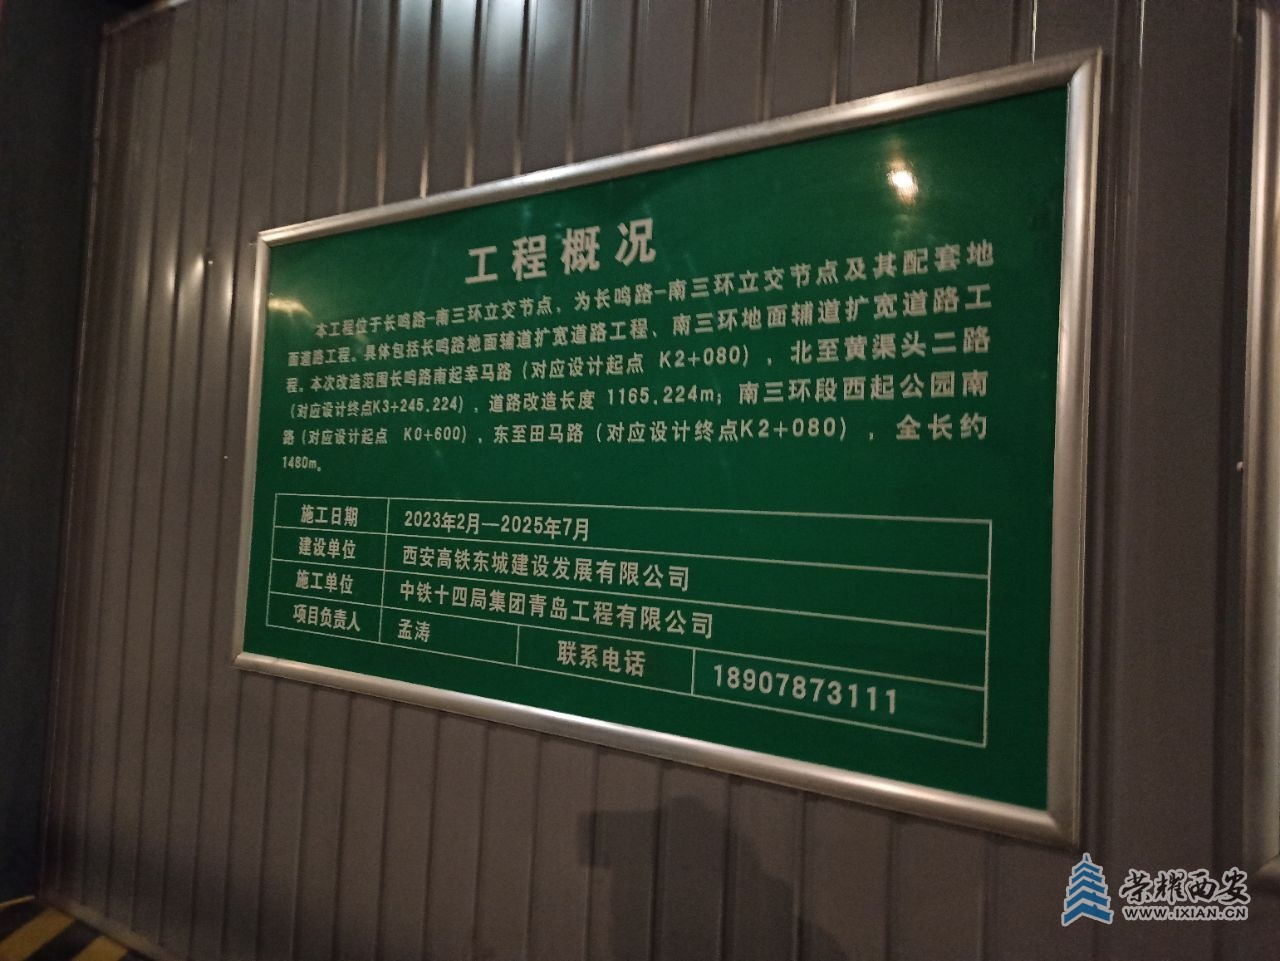 工程概况
本工程位于长鸣路-南三环立交节点，为长鸣路-南三环立交节点及其配套地
面道路工程。具体包括长鸣路地面辅道扩宽道路工程、南三环地面辅道扩宽道路工
程。本次改造范围长鸣路南起幸马路（对应设计起点 K2+080），北至黄渠头二路
（对应设计终点K3+245.224），道路改造长度 1165.224m；南三环段西起公园南
路（对应设计起点 K0+600），东至田马路（对应设计终点K2+080），全长约
1480m。
施工日期 2023年2月—2025年7月
建设单位 西安高铁东城建设发展有限公司
施工单位 中铁十四局集团青岛工程有限公司
项目负责人 孟涛 联系电话 18907873111
荣耀西安
WWW.IXIAN.CN